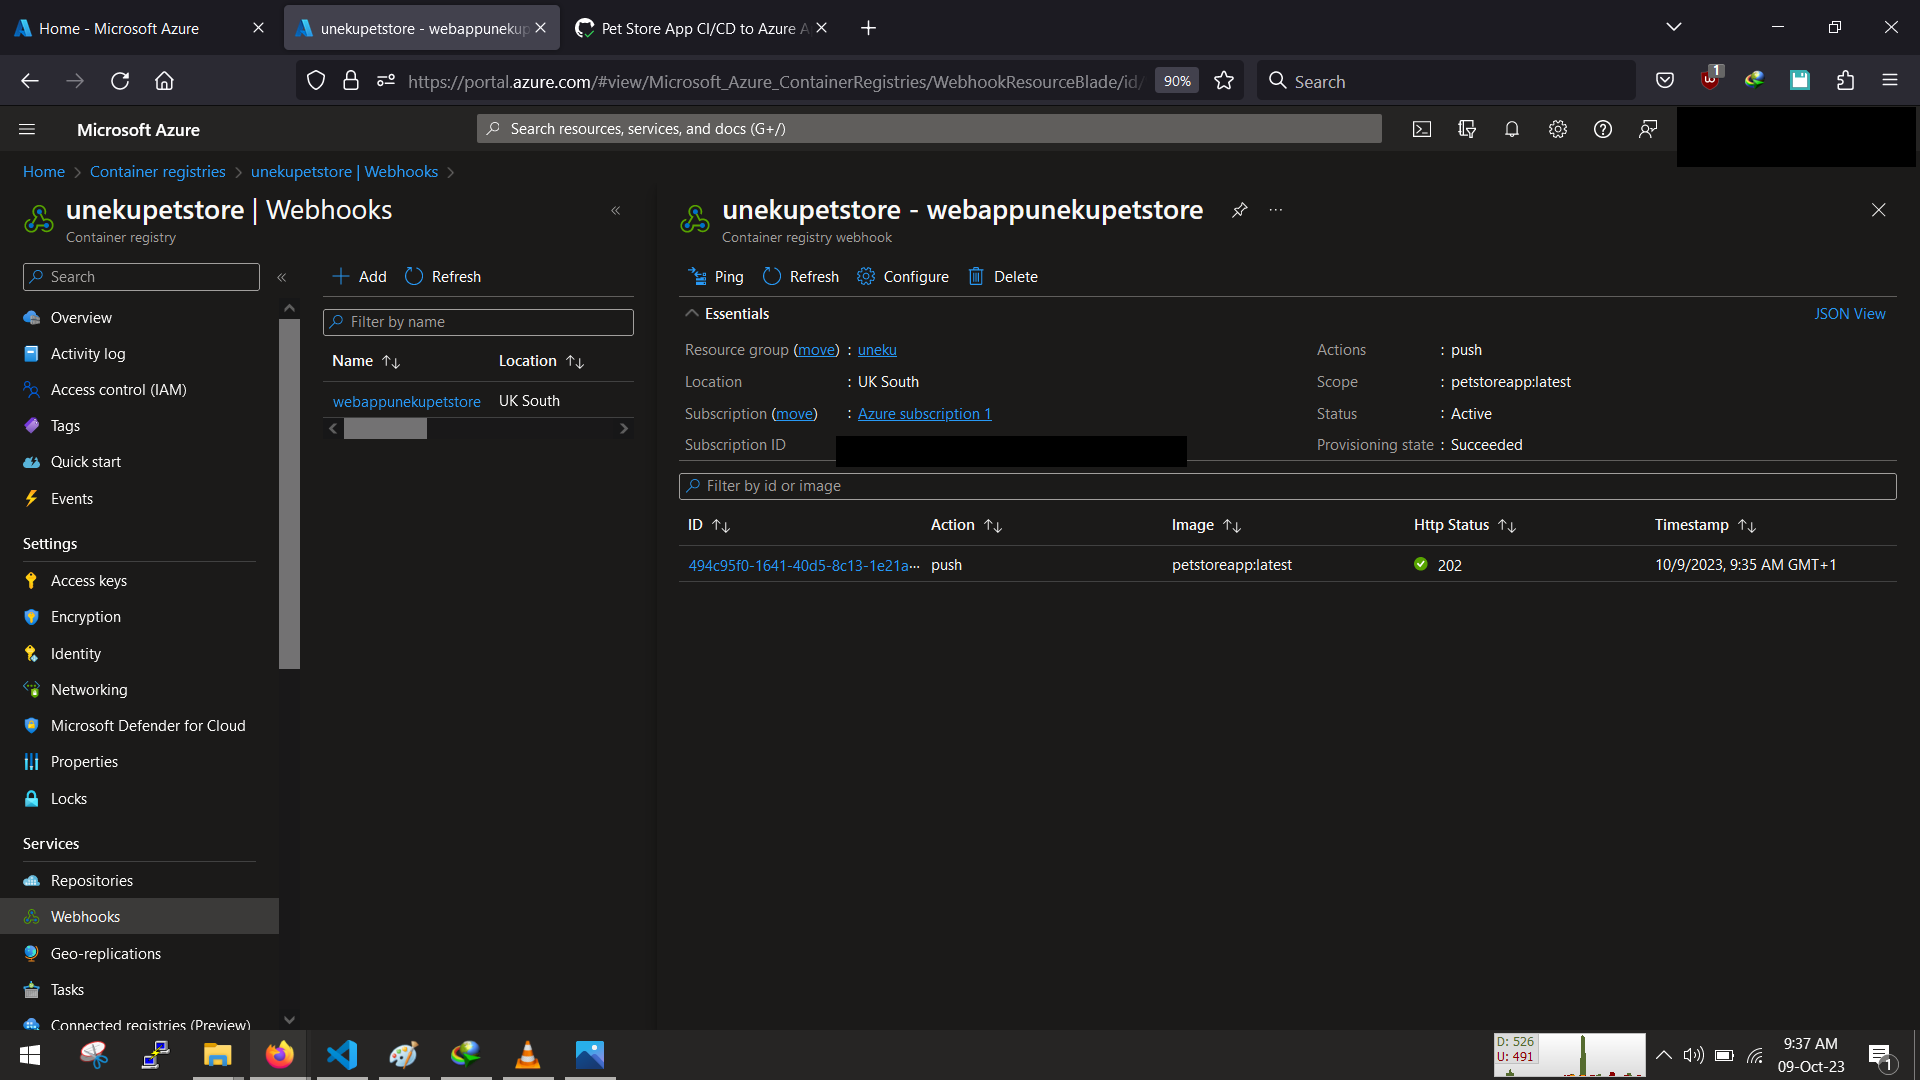 Home - Microsoft Azure
unekupetstore - webappunekup
Pet Store App CI/CD to Azure A
https://portal.azure.com/#view/Microsoft_Azure_ContainerRegistries/WebhookResourceBlade/id/
90%
Search
1
Microsoft Azure
Search resources, services, and docs (G+/)
Home > Container registries > unekupetstore | Webhooks >
unekupetstore | Webhooks
Container registry
Search
Overview
Activity log
Access control (IAM)
Tags
Quick start
Events
Settings
Access keys
Encryption
Identity
Networking
Microsoft Defender for Cloud
Properties
Locks
Services
Repositories
Webhooks
Geo-replications
Tasks
Connected registries (Preview)
Add
Refresh
Filter by name
Name
Location
webappunekupetstore
UK South
unekupetstore - webappunekupetstore
...
Container registry webhook
Ping
Refresh
Configure
Delete
Essentials
JSON View
Resource group (move) : uneku
Location : UK South
Subscription (move) : Azure subscription 1
Subscription ID
Actions : push
Scope : petstoreapp:latest
Status : Active
Provisioning state : Succeeded
Filter by id or image
ID
Action
Image
Http Status
Timestamp
494c95f0-1641-40d5-8c13-1e21a...
push
petstoreapp:latest
202
10/9/2023, 9:35 AM GMT+1
D: 526
U: 491
9:37 AM
09-Oct-23
1